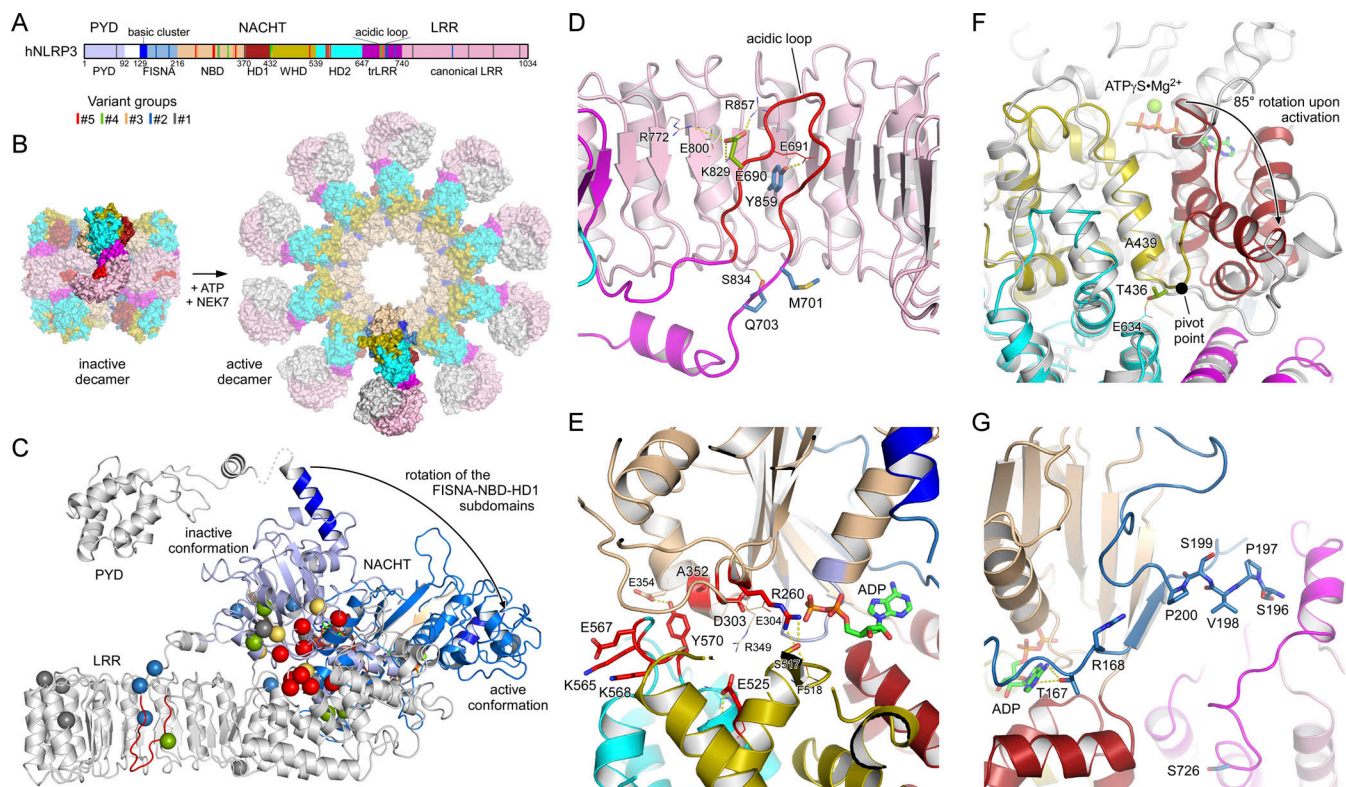 A
PYD
NACHT
LRR
basic cluster
acidic loop
hNLRP3
1
92
129
216
370
432
539
647
740
1034
PYD
FISNA
NBD
HD1
WHD
HD2
trLRR
canonical LRR
Variant groups
#5
#4
#3
#2
#1
B
+ ATP
+ NEK7
inactive
decamer
active
decamer
C
rotation of the
FISNA-NBD-HD1
subdomains
inactive
conformation
NACHT
PYD
LRR
active
conformation
D
acidic loop
R857
R772
E800
E691
K829
E690
Y859
S834
M701
Q703
E
A352
E354
R260
ADP
D303
E304
E567
Y570
R349
S517
K565
K568
E525
F518
F
ATPγS•Mg²⁺
85° rotation upon
activation
A439
T436
E634
pivot
point
G
S199
P197
P200
V198
S196
R168
ADP
T167
S726